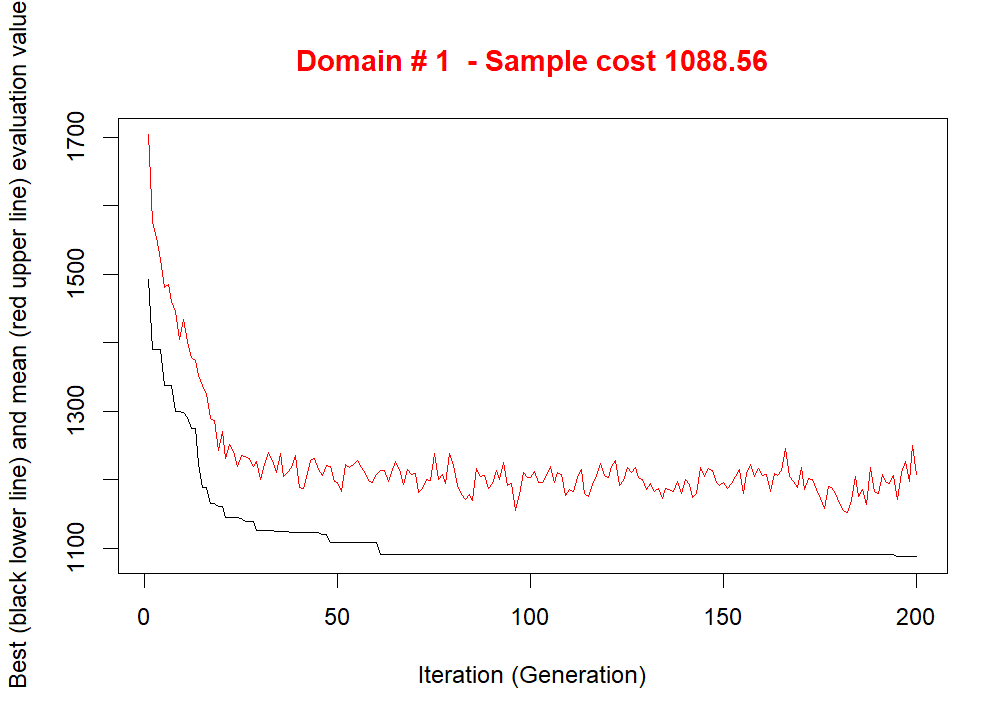 Domain # 1  - Sample cost 1088.56
Best (black lower line) and mean (red upper line) evaluation value
1700
1500
1300
1100
0 50 100 150 200
Iteration (Generation)